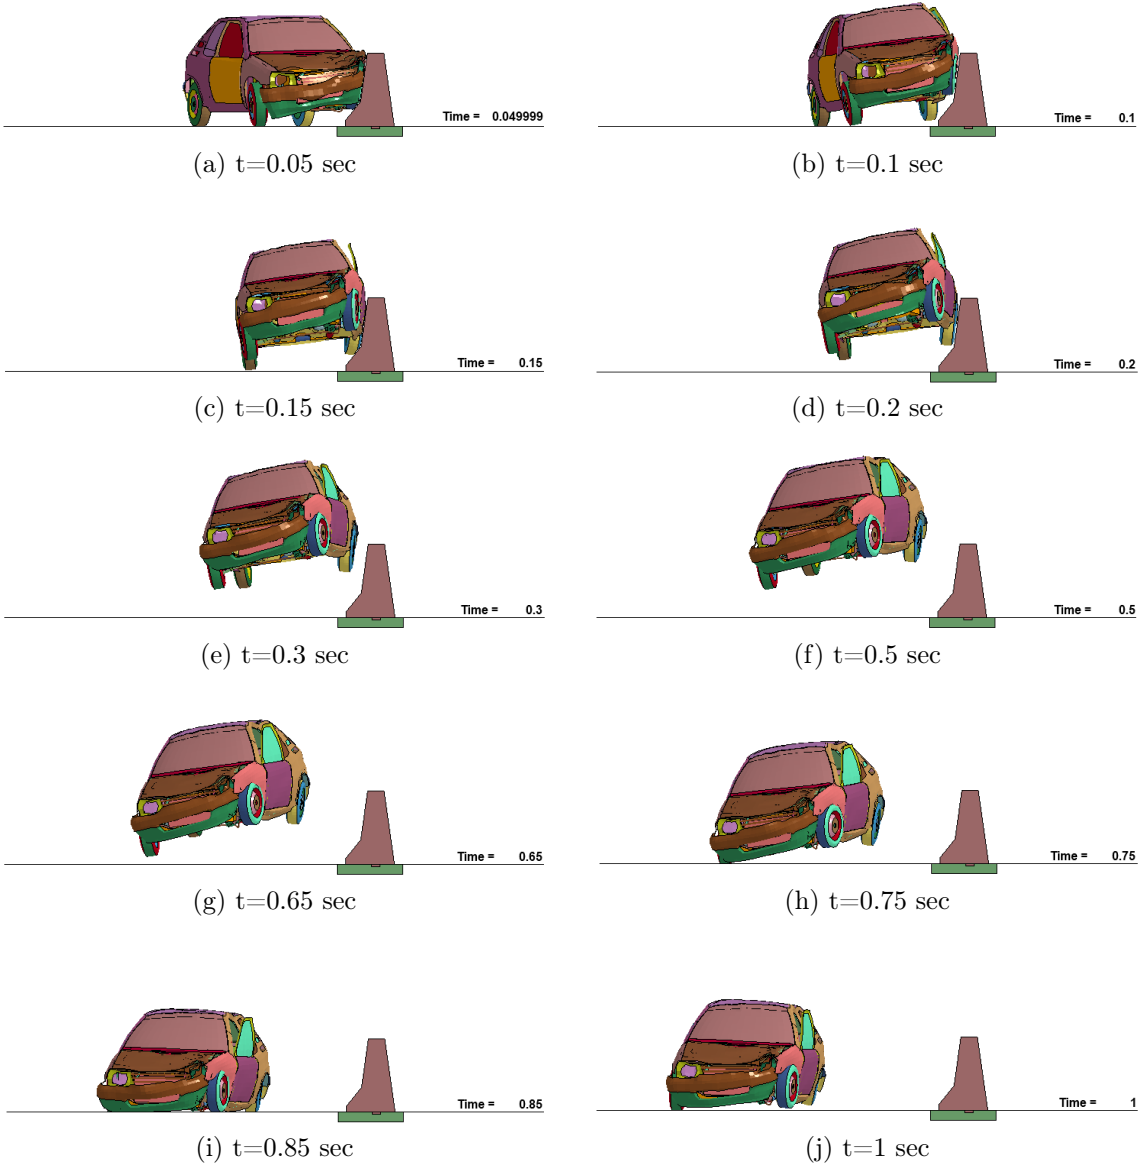 Time = 0.049999
Time = 0.1
(a) t=0.05 sec
(b) t=0.1 sec
Time = 0.15
Time = 0.2
(c) t=0.15 sec
(d) t=0.2 sec
Time = 0.3
Time = 0.5
(e) t=0.3 sec
(f) t=0.5 sec
Time = 0.65
Time = 0.75
(g) t=0.65 sec
(h) t=0.75 sec
Time = 0.85
Time = 1
(i) t=0.85 sec
(j) t=1 sec